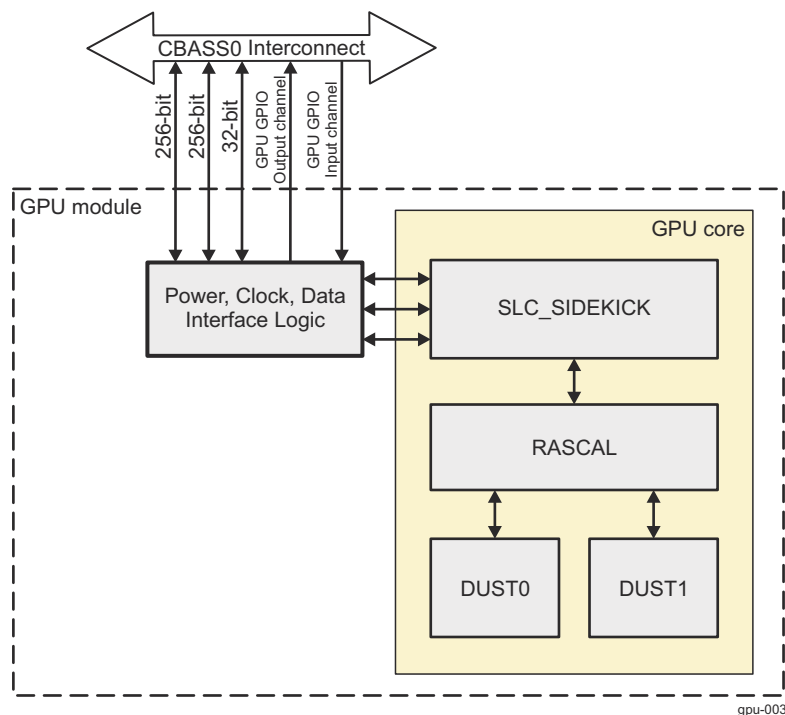 CBASS0 Interconnect
256-bit
256-bit
32-bit
GPU GPIO
Output channel
GPU GPIO
Input channel
GPU module
GPU core
Power, Clock, Data
Interface Logic
SLC_SIDEKICK
RASCAL
DUST0
DUST1
gpu-003